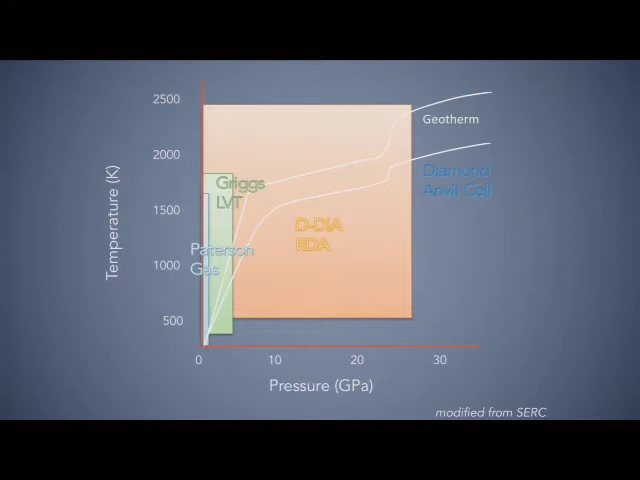 2500
2000
1500
1000
500
0
10
20
30
Temperature (K)
Pressure (GPa)
Geotherm
Griggs
LVT
Diamond
Anvil Cell
D-DIA
RDA
Paterson
Gas
modified from SERC